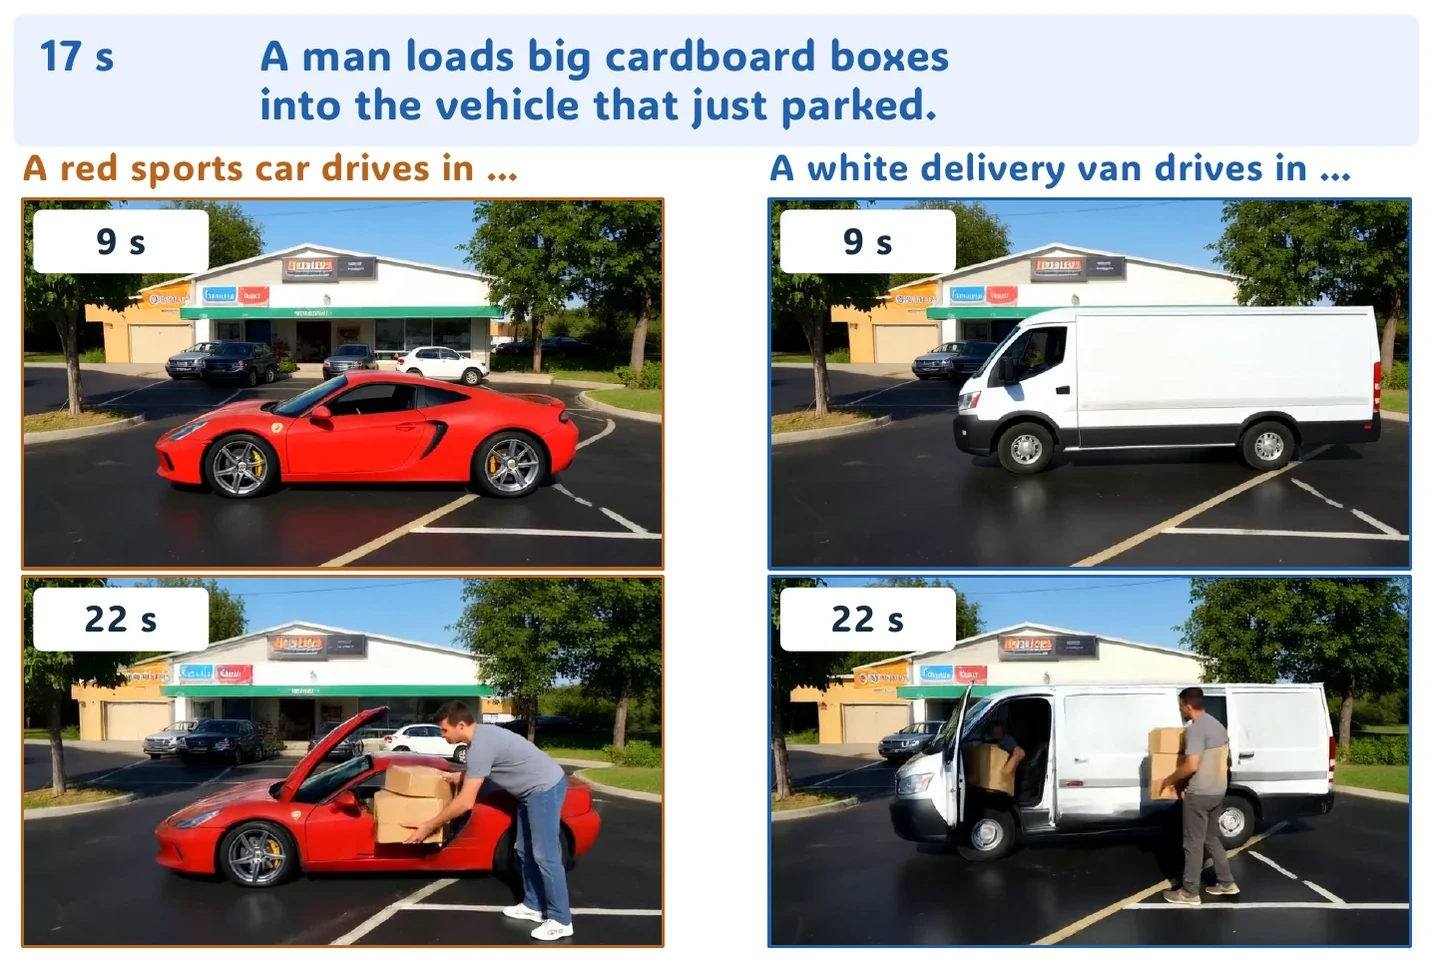 17 s
A man loads big cardboard boxes
into the vehicle that just parked.
A red sports car drives in ...
A white delivery van drives in ...
9 s
9 s
22 s
22 s